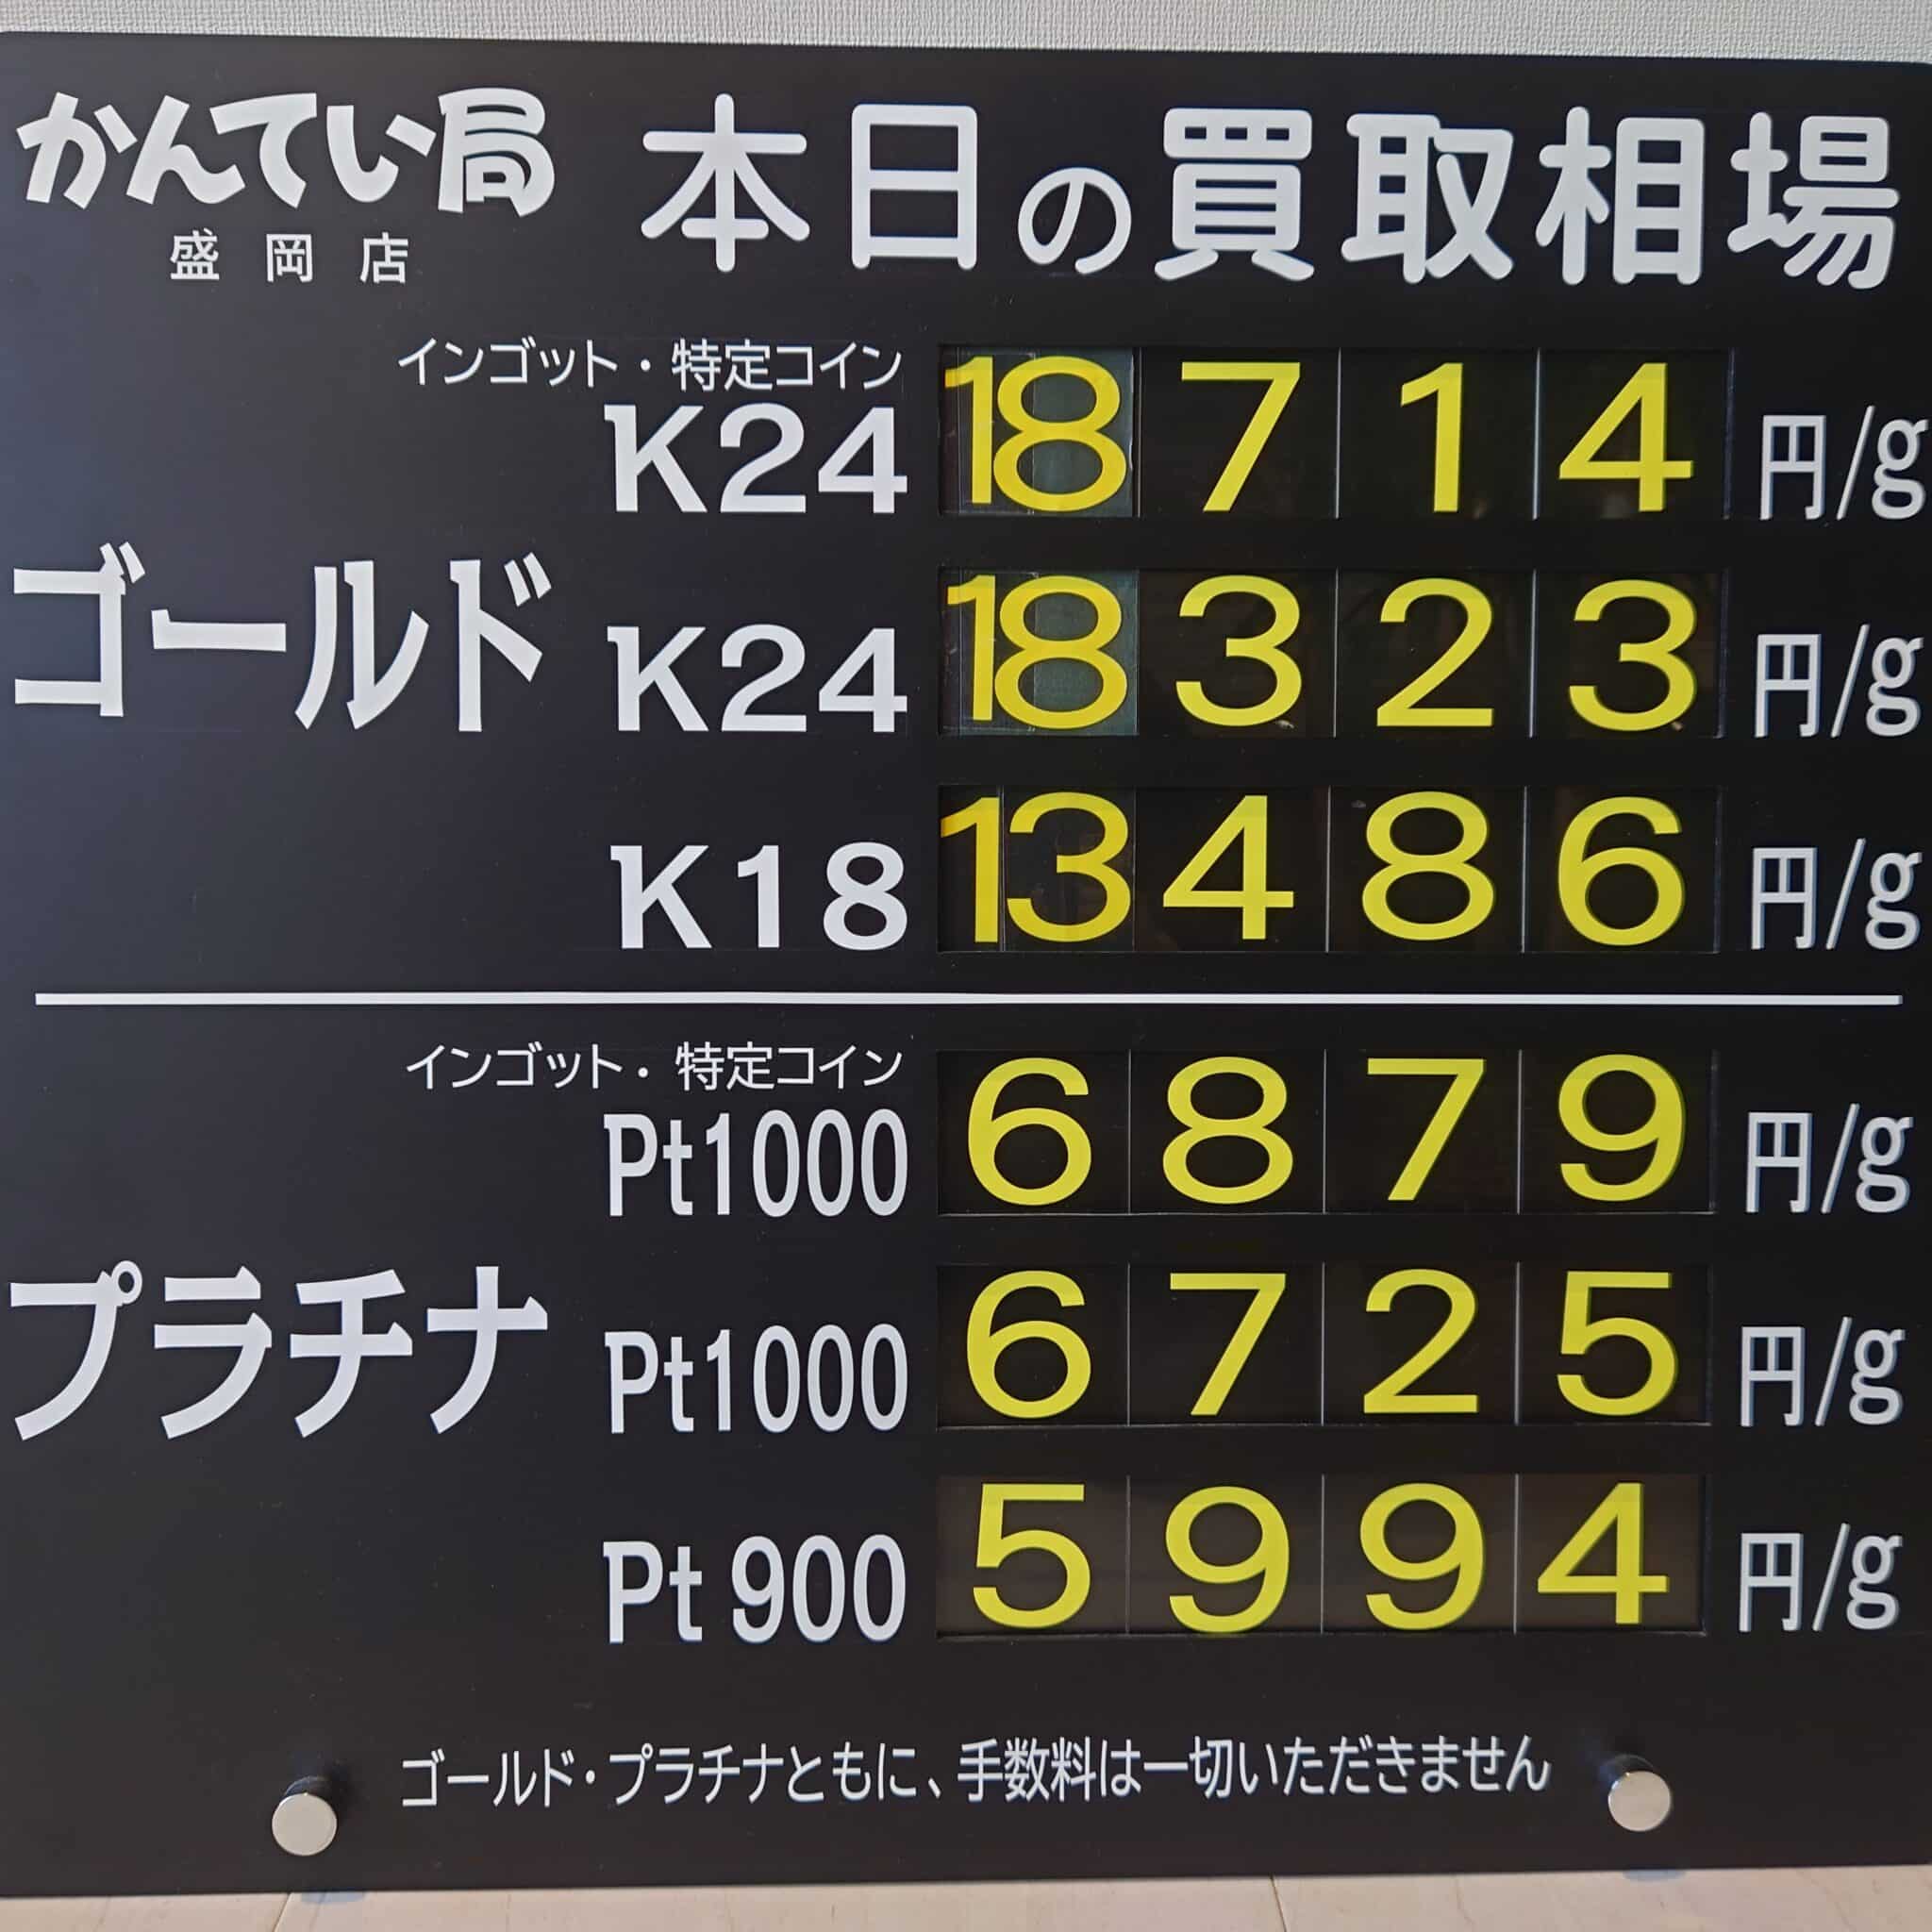 かんてい局 本日の買取相場
盛岡店
インゴット・特定コイン
K24 18714 円/g
ゴールド K24 18323 円/g
K18 13486 円/g
インゴット・特定コイン
Pt1000 6879 円/g
プラチナ Pt1000 6725 円/g
Pt900 5994 円/g
ゴールド・プラチナともに、手数料は一切いただきません